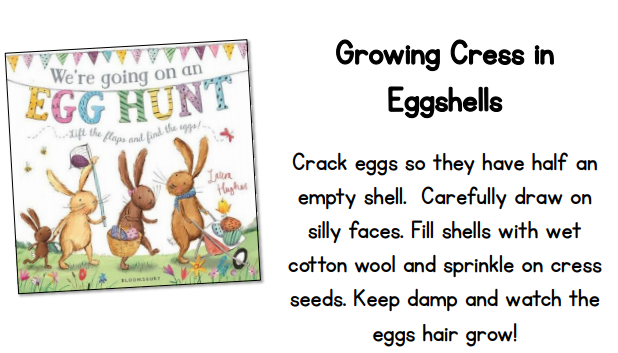 We're going on an
EGG HUNT
Lift the flaps and find the eggs!
Laura
Hughes
BLOOMSBURY
Growing Cress in
Eggshells
Crack eggs so they have half an
empty shell. Carefully draw on
silly faces. Fill shells with wet
cotton wool and sprinkle on cress
seeds. Keep damp and watch the
eggs hair grow!